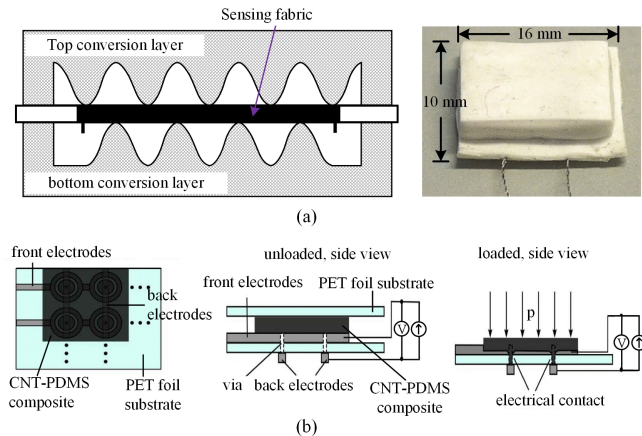 Sensing fabric
Top conversion layer
bottom conversion layer
16 mm
10 mm
(a)
front electrodes
back
electrodes
CNT-PDMS
composite
PET foil
substrate
unloaded, side view
front electrodes
PET foil substrate
V
via
back electrodes
CNT-PDMS
composite
loaded, side view
p
V
electrical contact
(b)